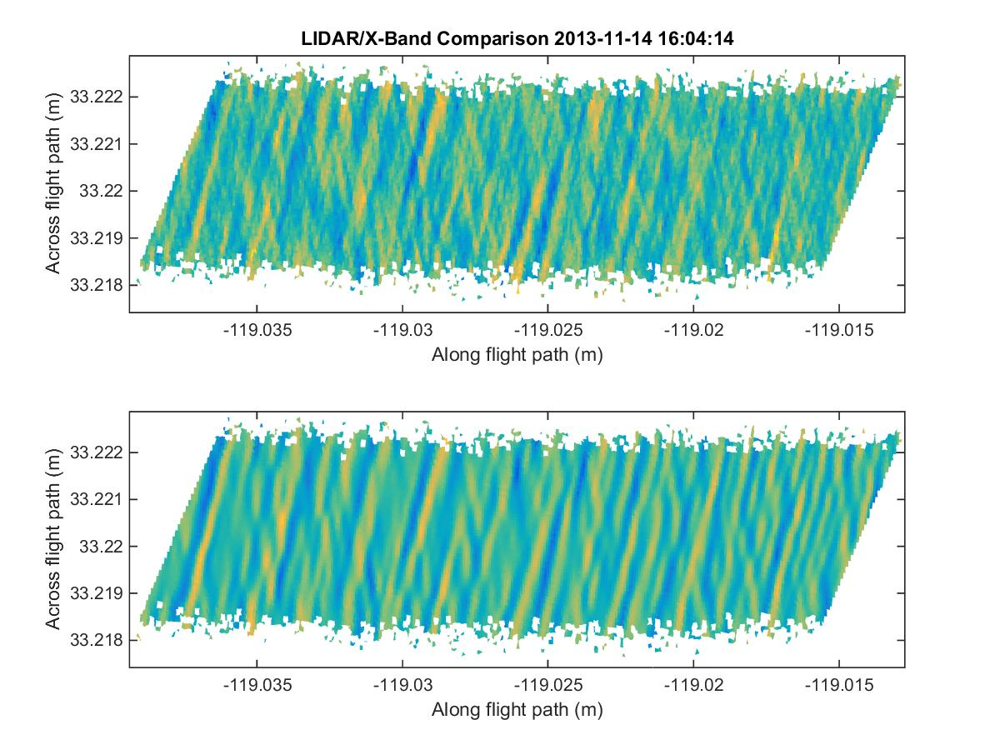 LIDAR/X-Band Comparison 2013-11-14 16:04:14
33.222
33.221
33.22
33.219
33.218
Across flight path (m)
-119.035 -119.03 -119.025 -119.02 -119.015
Along flight path (m)
33.222
33.221
33.22
33.219
33.218
Across flight path (m)
-119.035 -119.03 -119.025 -119.02 -119.015
Along flight path (m)